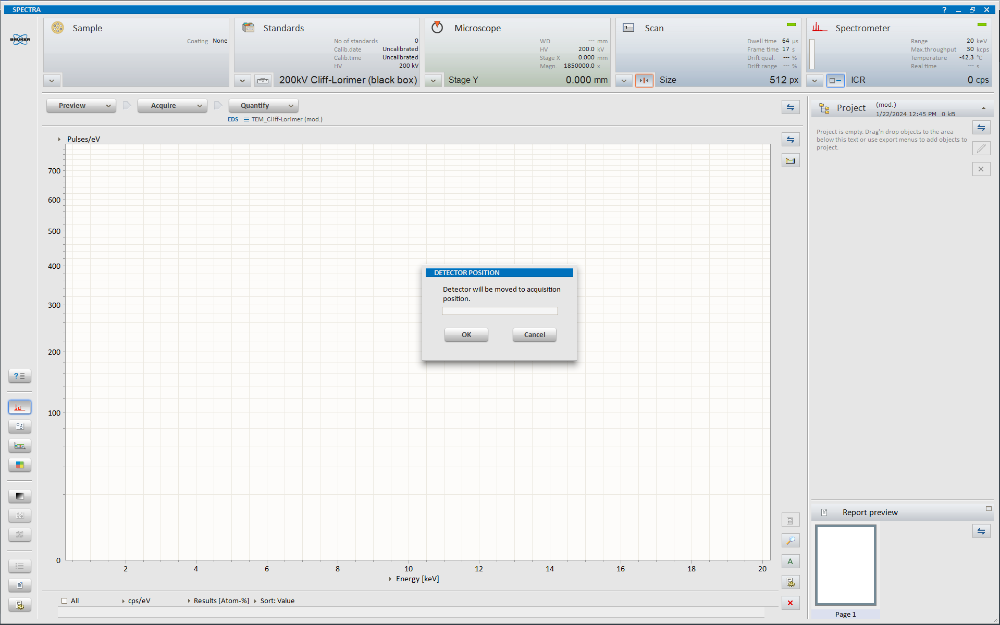 SPECTRA
BRUKER
Sample
Coating None
Standards
No of standards 0
Calib.date Uncalibrated
Calib.time Uncalibrated
HV 200 kV
200kV Cliff-Lorimer (black box)
Microscope
WD --- mm
HV 200.0 kV
Stage X 0.000 mm
Magn. 1850000.0 x
Stage Y 0.000 mm
Scan
Dwell time 64 µs
Frame time 17 s
Drift qual. --- %
Drift range --- %
Size 512 px
Spectrometer
Range 20 keV
Max.throughput 30 kcps
Temperature -42.3 °C
Real time --- s
ICR 0 cps
Preview
Acquire
Quantify
EDS TEM_Cliff-Lorimer (mod.)
Project
(mod.)
1/22/2024 12:45 PM 0 kB
Project is empty. Drag'n drop objects to the area
below this text or use export menus to add objects to
project.
Pulses/eV
700
600
500
400
300
200
100
0
2 4 6 8 10 12 14 16 18 20
Energy [keV]
DETECTOR POSITION
Detector will be moved to acquisition
position.
OK Cancel
A
All cps/eV Results [Atom-%] Sort: Value
Report preview
Page 1